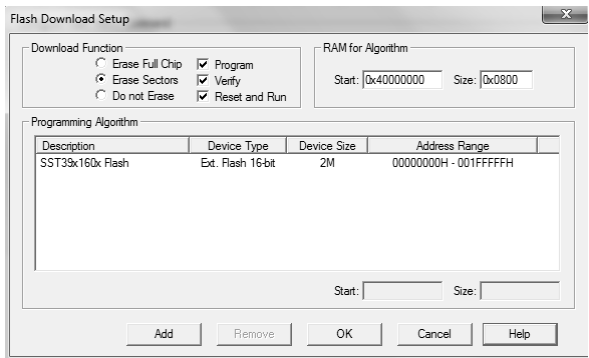 Flash Download Setup
Download Function
Erase Full Chip
Program
Erase Sectors
Verify
Do not Erase
Reset and Run
RAM for Algorithm
Start: 0x40000000 Size: 0x0800
Programming Algorithm
Description Device Type Device Size Address Range
SST39x160x Flash Ext. Flash 16-bit 2M 00000000H - 001FFFFFH
Start: Size:
Add Remove OK Cancel Help